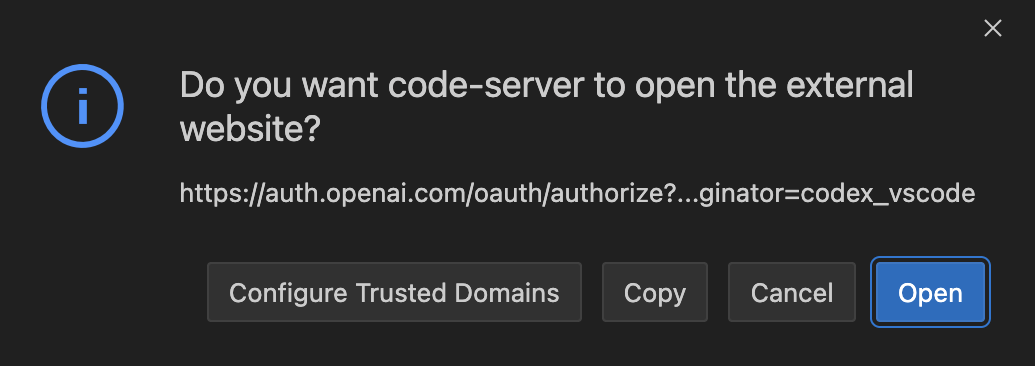 Do you want code-server to open the external
website?
https://auth.openai.com/oauth/authorize?...ginator=codex_vscode
Configure Trusted Domains
Copy
Cancel
Open